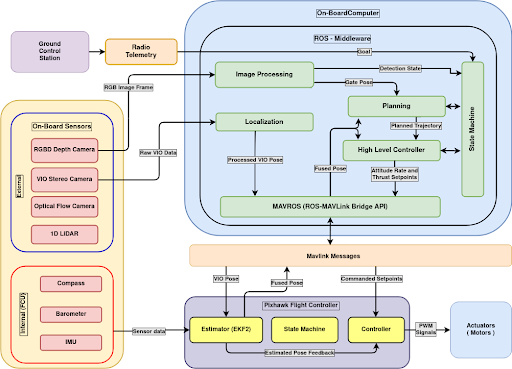 On-BoardComputer
ROS - Middleware
Ground
Control
Station
Radio
Telemetry
Goal
Image Processing
Detection State
Gate Pose
RGB Image Frame
Planning
State Machine
On-Board Sensors
RGBD Depth Camera
Localization
Planned Trajectory
Raw VIO Data
High Level Controller
External
VIO Stereo Camera
Processed VIO Pose
Fused Pose
Attitude Rate and
Thrust Setpoints
Optical Flow Camera
MAVROS (ROS-MAVLink Bridge API)
1D LiDAR
Mavlink Messages
Internal (FCU)
Compass
VIO Pose
Fused Pose
Commanded Setpoints
Pixhawk Flight Controller
Barometer
Sensor data
Estimator (EKF2)
State Machine
Controller
PWM
Signals
Actuators
( Motors )
IMU
Estimated Pose Feedback